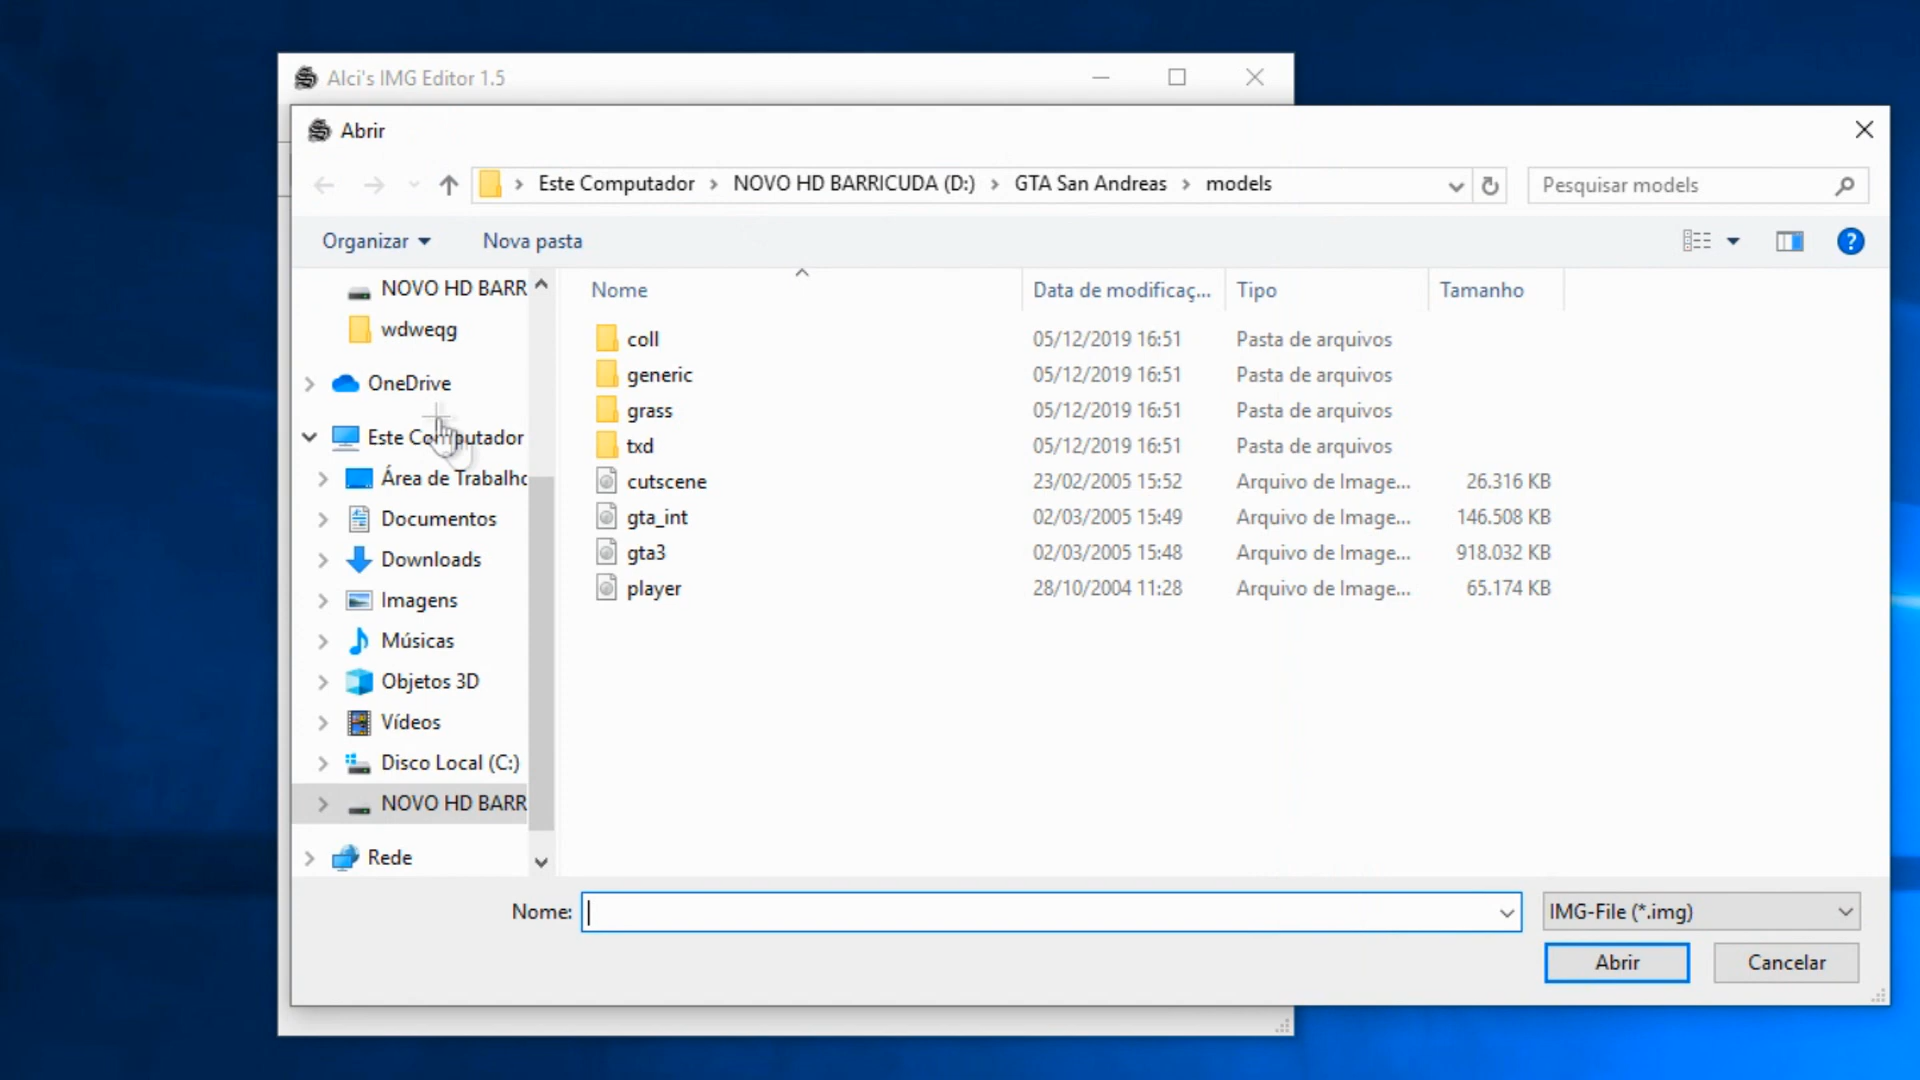 Alci's IMG Editor 1.5
Abrir
Este Computador > NOVO HD BARRICUDA (D:) > GTA San Andreas > models
Pesquisar models
Organizar
Nova pasta
NOVO HD BARR
wdweqg
OneDrive
Este Computador
Área de Trabalho
Documentos
Downloads
Imagens
Músicas
Objetos 3D
Vídeos
Disco Local (C:)
NOVO HD BARR
Rede
Nome Data de modificaç... Tipo Tamanho
coll 05/12/2019 16:51 Pasta de arquivos
generic 05/12/2019 16:51 Pasta de arquivos
grass 05/12/2019 16:51 Pasta de arquivos
txd 05/12/2019 16:51 Pasta de arquivos
cutscene 23/02/2005 15:52 Arquivo de Image... 26.316 KB
gta_int 02/03/2005 15:49 Arquivo de Image... 146.508 KB
gta3 02/03/2005 15:48 Arquivo de Image... 918.032 KB
player 28/10/2004 11:28 Arquivo de Image... 65.174 KB
Nome:
IMG-File (*.img)
Abrir
Cancelar